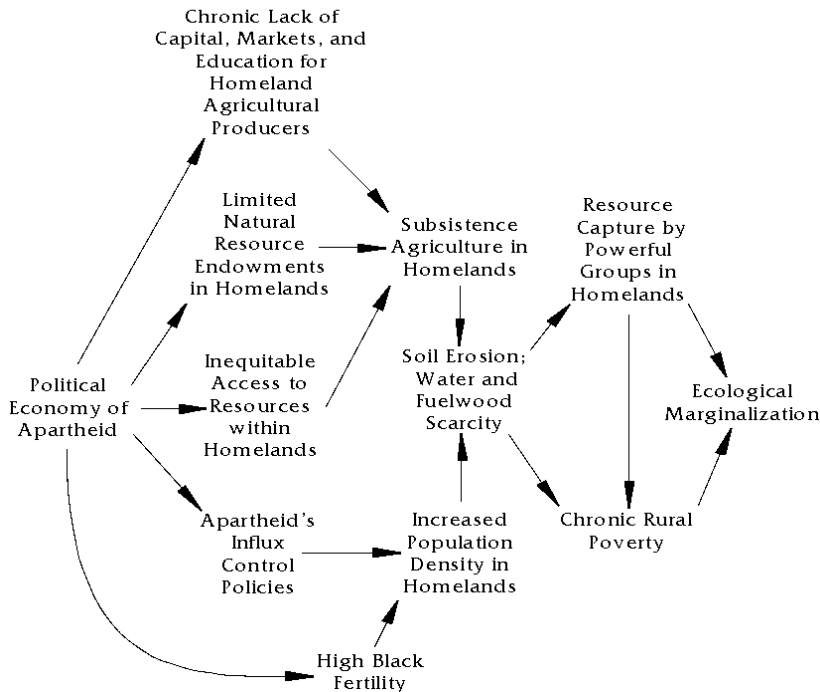 Chronic Lack of
Capital, Markets, and
Education for
Homeland
Agricultural
Producers
Limited
Natural
Resource
Endowments
in Homelands
Subsistence
Agriculture in
Homelands
Resource
Capture by
Powerful
Groups in
Homelands
Political
Economy of
Apartheid
Inequitable
Access to
Resources
within
Homelands
Soil Erosion;
Water and
Fuelwood
Scarcity
Ecological
Marginalization
Apartheid's
Influx
Control
Policies
Increased
Population
Density in
Homelands
Chronic Rural
Poverty
High Black
Fertility